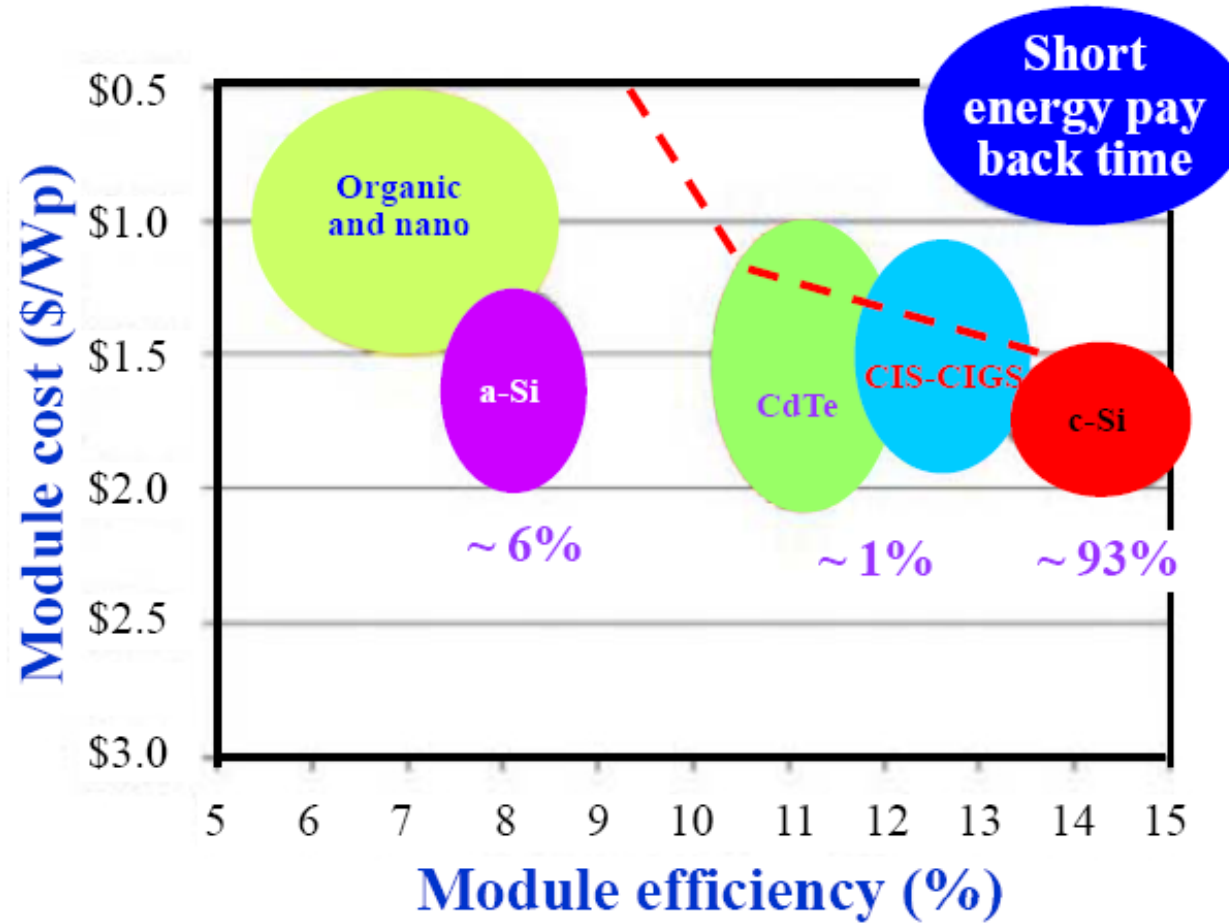 Short
energy pay
back time
$0.5
$1.0
$1.5
$2.0
$2.5
$3.0
Module cost ($/Wp)
Organic
and nano
a-Si
CdTe
CIS-CIGS
c-Si
~ 6%
~ 1%
~ 93%
5 6 7 8 9 10 11 12 13 14 15
Module efficiency (%)